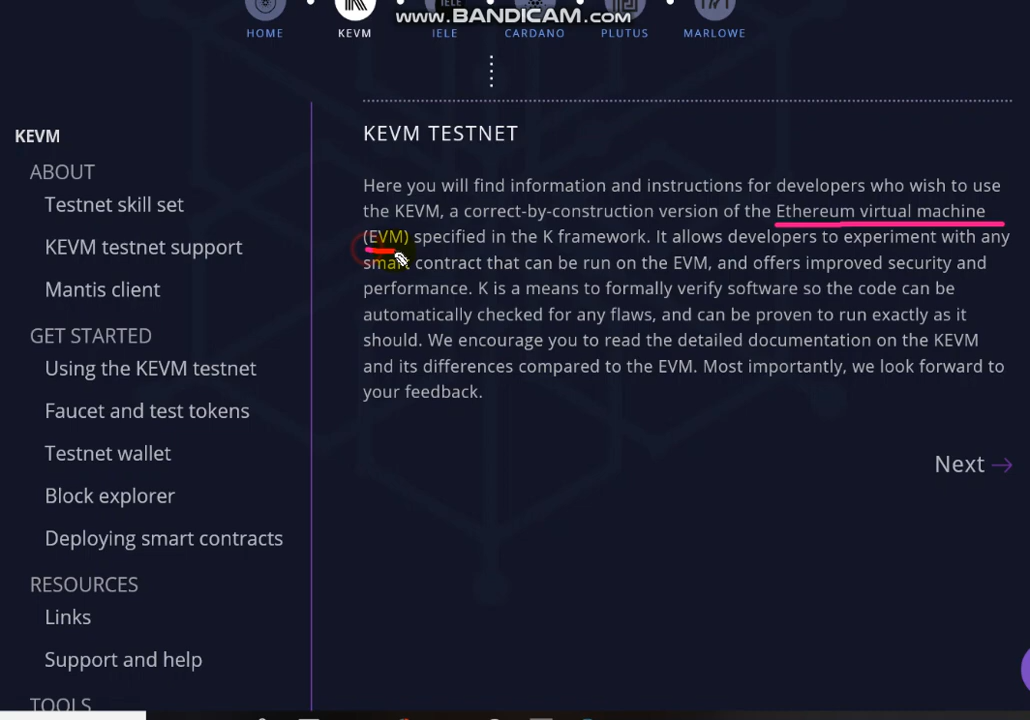 www.BANDICAM.com
IELE
HOME
KEVM
IELE
CARDANO
PLUTUS
MARLOWE
KEVM
ABOUT
Testnet skill set
KEVM testnet support
Mantis client
GET STARTED
Using the KEVM testnet
Faucet and test tokens
Testnet wallet
Block explorer
Deploying smart contracts
RESOURCES
Links
Support and help
TOOLS
KEVM TESTNET
Here you will find information and instructions for developers who wish to use
the KEVM, a correct-by-construction version of the Ethereum virtual machine
(EVM) specified in the K framework. It allows developers to experiment with any
smart contract that can be run on the EVM, and offers improved security and
performance. K is a means to formally verify software so the code can be
automatically checked for any flaws, and can be proven to run exactly as it
should. We encourage you to read the detailed documentation on the KEVM
and its differences compared to the EVM. Most importantly, we look forward to
your feedback.
Next